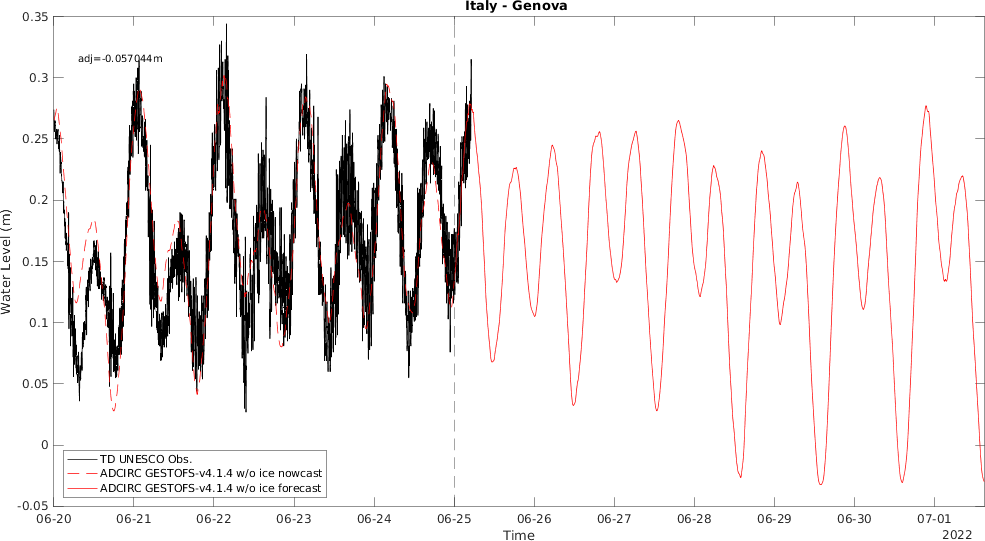 Italy - Genova
adj=-0.057044m
Water Level (m)
0.35
0.3
0.25
0.2
0.15
0.1
0.05
0
-0.05
TD UNESCO Obs.
ADCIRC GESTOFS-v4.1.4 w/o ice nowcast
ADCIRC GESTOFS-v4.1.4 w/o ice forecast
06-20 06-21 06-22 06-23 06-24 06-25 06-26 06-27 06-28 06-29 06-30 07-01
Time
2022